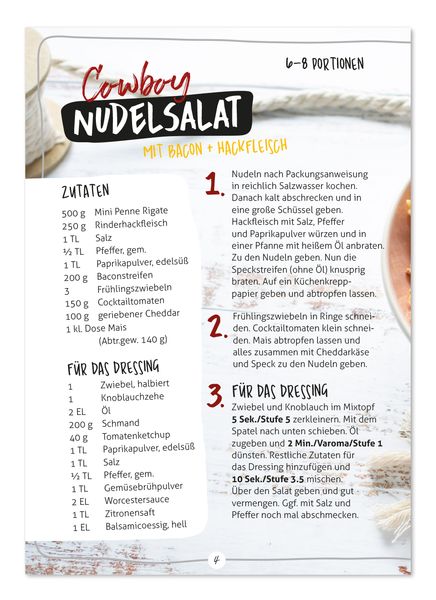 6-8 PORTIONEN
Cowboy
NUDELSALAT
MIT BACON + HACKFLEISCH
ZUTATEN
500 g Mini Penne Rigate
250 g Rinderhackfleisch
1 TL Salz
½ TL Pfeffer, gem.
1 TL Paprikapulver, edelsüß
200 g Baconstreifen
3 Frühlingszwiebeln
150 g Cocktailtomaten
100 g geriebener Cheddar
1 kl. Dose Mais
(Abtr.gew. 140 g)
FÜR DAS DRESSING
1 Zwiebel, halbiert
1 Knoblauchzehe
2 EL Öl
200 g Schmand
40 g Tomatenketchup
1 TL Paprikapulver, edelsüß
1 TL Salz
½ TL Pfeffer, gem.
1 TL Gemüsebrühpulver
2 EL Worcestersauce
1 TL Zitronensaft
1 EL Balsamicoessig, hell
1.
Nudeln nach Packungsanweisung
in reichlich Salzwasser kochen.
Danach kalt abschrecken und in
eine große Schüssel geben.
Hackfleisch mit Salz, Pfeffer
und Paprikapulver würzen und in
einer Pfanne mit heißem Öl anbraten.
Zu den Nudeln geben. Nun die
Speckstreifen (ohne Öl) knusprig
braten. Auf ein Küchenkrepp-
papier geben und abtropfen lassen.
2.
Frühlingszwiebeln in Ringe schnei-
den. Cocktailtomaten klein schnei-
den. Mais abtropfen lassen und
alles zusammen mit Cheddarkäse
und Speck zu den Nudeln geben.
3.
FÜR DAS DRESSING
Zwiebel und Knoblauch im Mixtopf
5 Sek./Stufe 5 zerkleinern. Mit dem
Spatel nach unten schieben. Öl
zugeben und 2 Min./Varoma/Stufe 1
dünsten. Restliche Zutaten für
das Dressing hinzufügen und
10 Sek./Stufe 3.5 mischen.
Über den Salat geben und gut
vermengen. Ggf. mit Salz und
Pfeffer noch mal abschmecken.
4